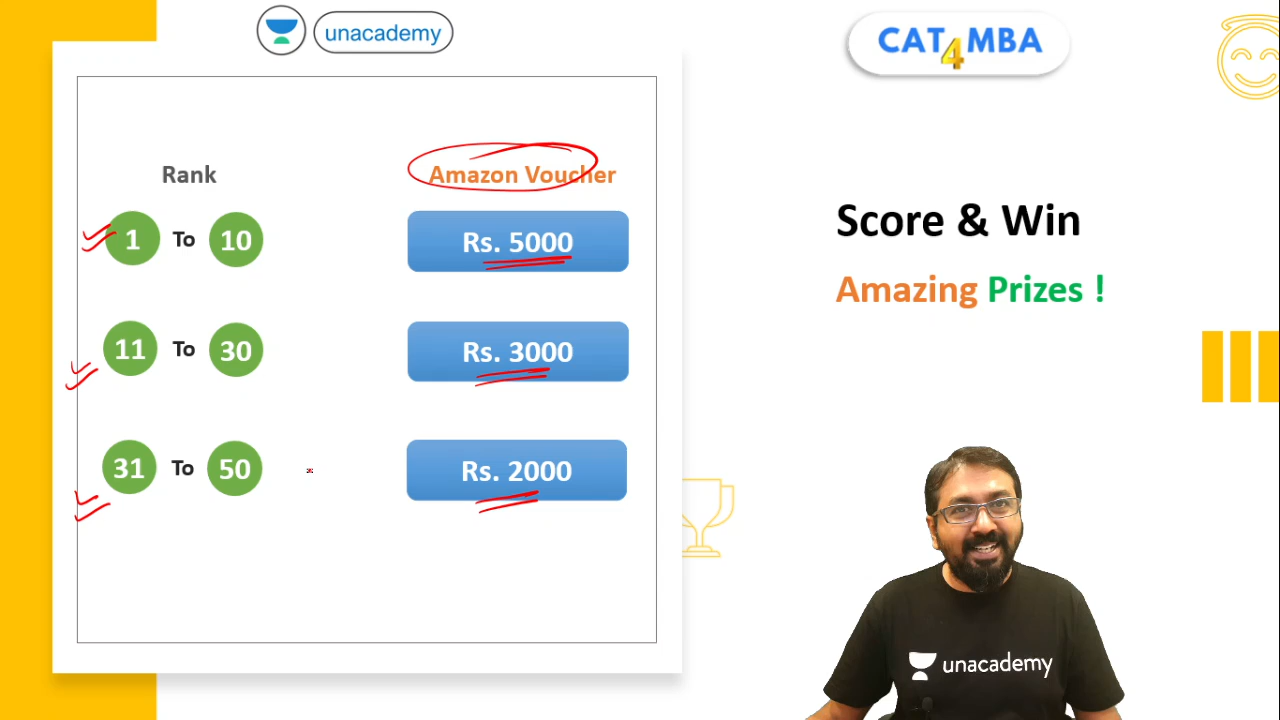 unacademy
CAT4MBA
Rank Amazon Voucher
1 To 10 Rs. 5000
11 To 30 Rs. 3000
31 To 50 Rs. 2000
Score & Win
Amazing Prizes !
unacademy